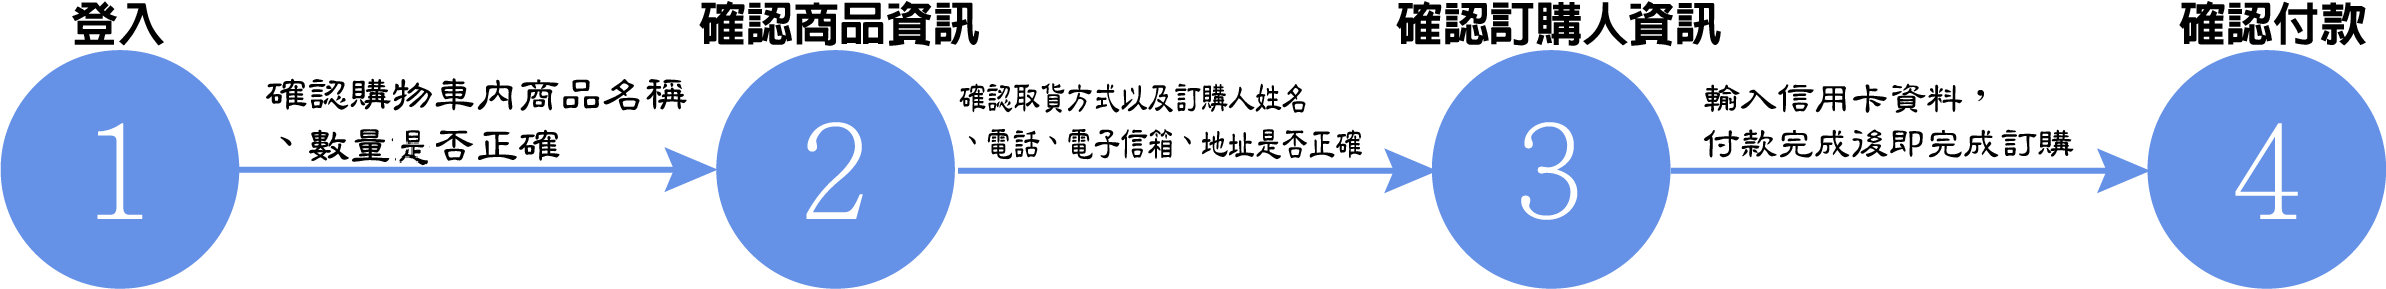 登入
確認商品資訊
確認訂購人資訊
確認付款
1
確認購物車內商品名稱
、數量是否正確
2
確認取貨方式以及訂購人姓名
、電話、電子信箱、地址是否正確
3
輸入信用卡資料，
付款完成後即完成訂購
4